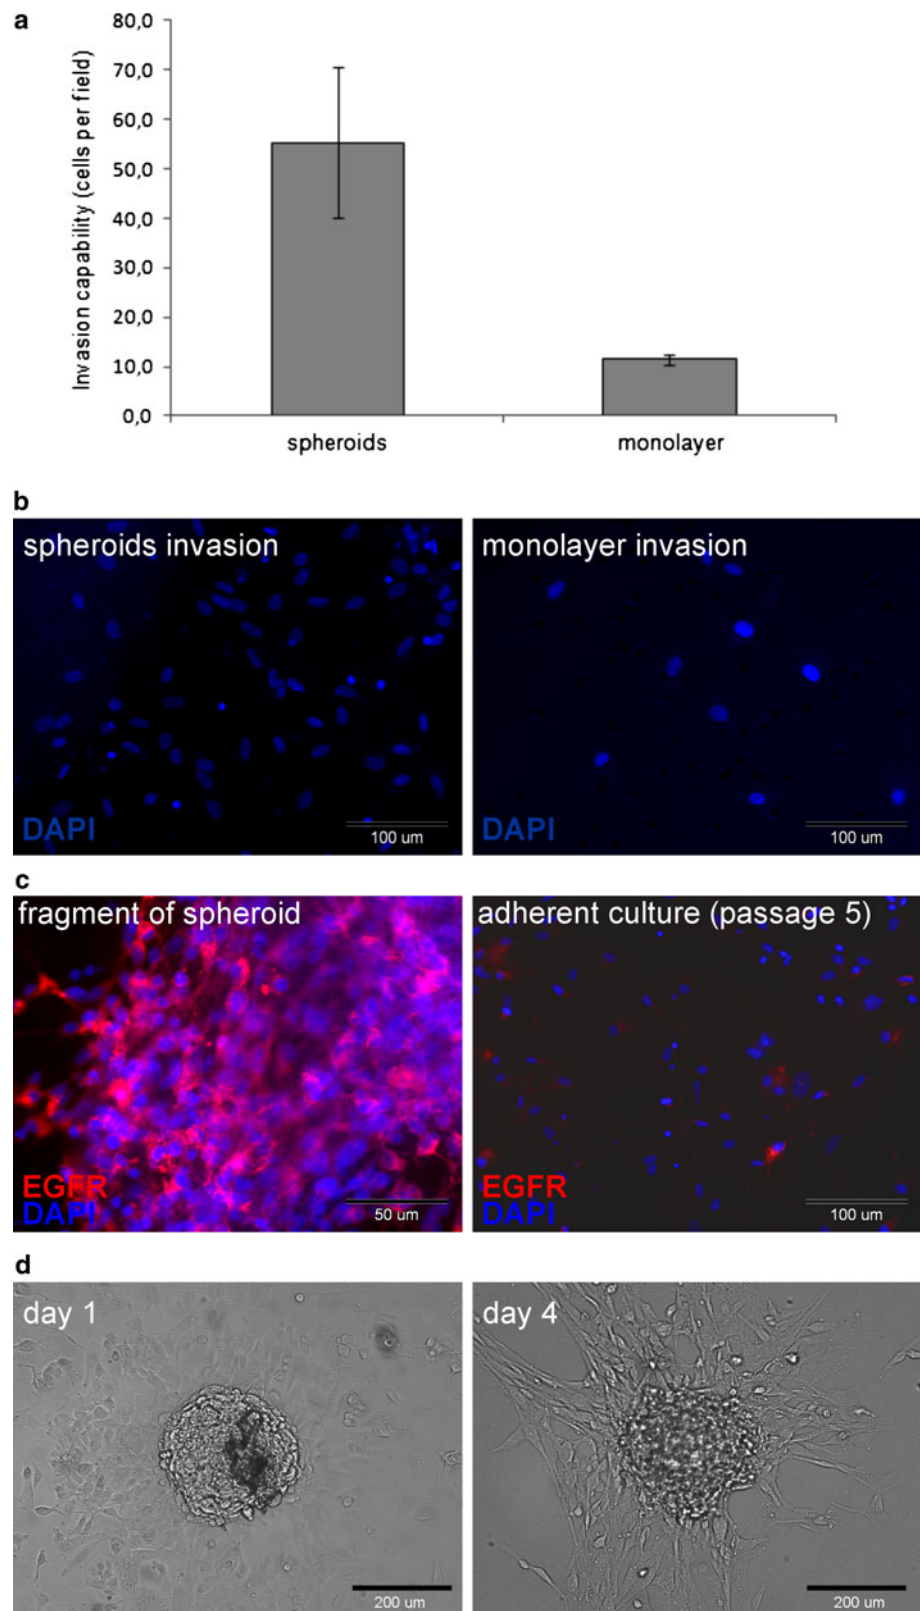 a
Invasion capability (cells per field)
80,0
70,0
60,0
50,0
40,0
30,0
20,0
10,0
0,0
spheroids
monolayer
b
spheroids invasion
DAPI
100 um
monolayer invasion
DAPI
100 um
c
fragment of spheroid
EGFR
DAPI
50 um
adherent culture (passage 5)
EGFR
DAPI
100 um
d
day 1
200 um
day 4
200 um